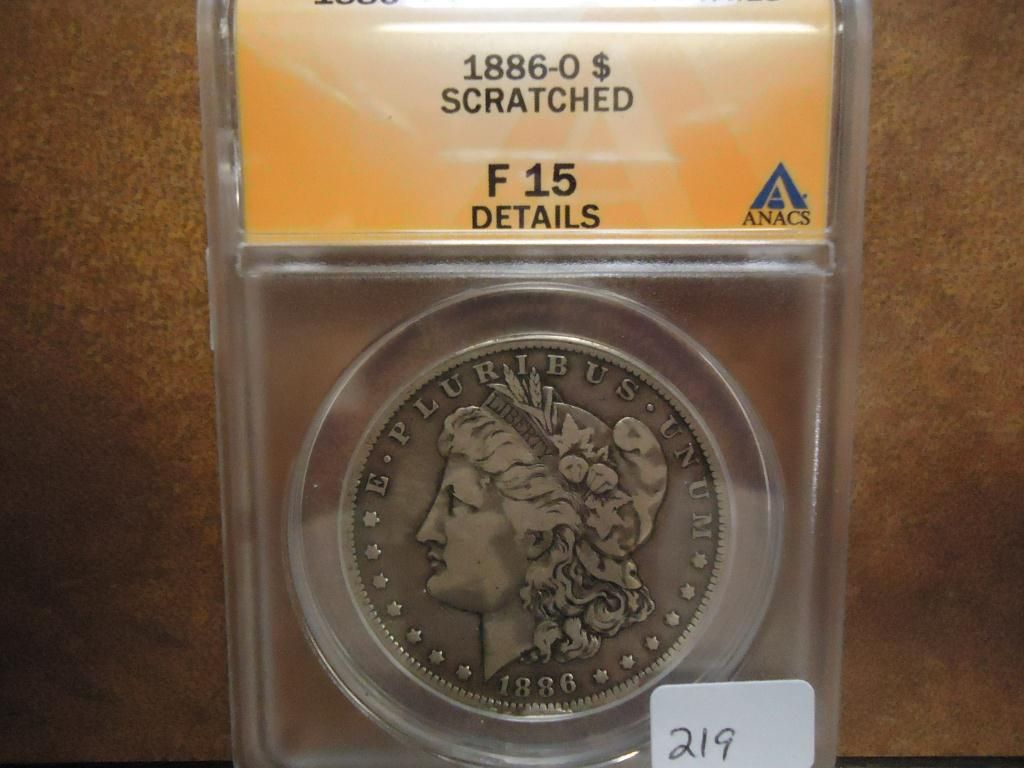 1886-O $
SCRATCHED
F 15
DETAILS
ANACS
E · PLURIBUS · UNUM
LIBERTY
1886
219